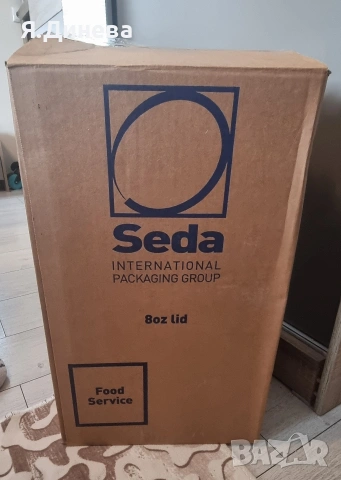 Я.Динева
Seda
INTERNATIONAL
PACKAGING GROUP
8oz lid
Food
Service
BAZAR